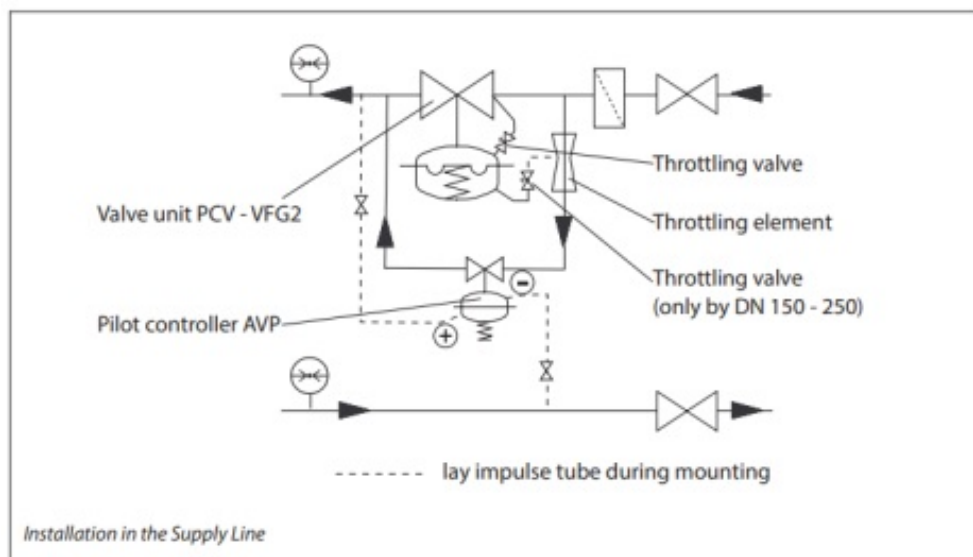 Throttling valve
Valve unit PCV - VFG2
Throttling element
Throttling valve
(only by DN 150 - 250)
Pilot controller AVP
−
+
lay impulse tube during mounting
Installation in the Supply Line